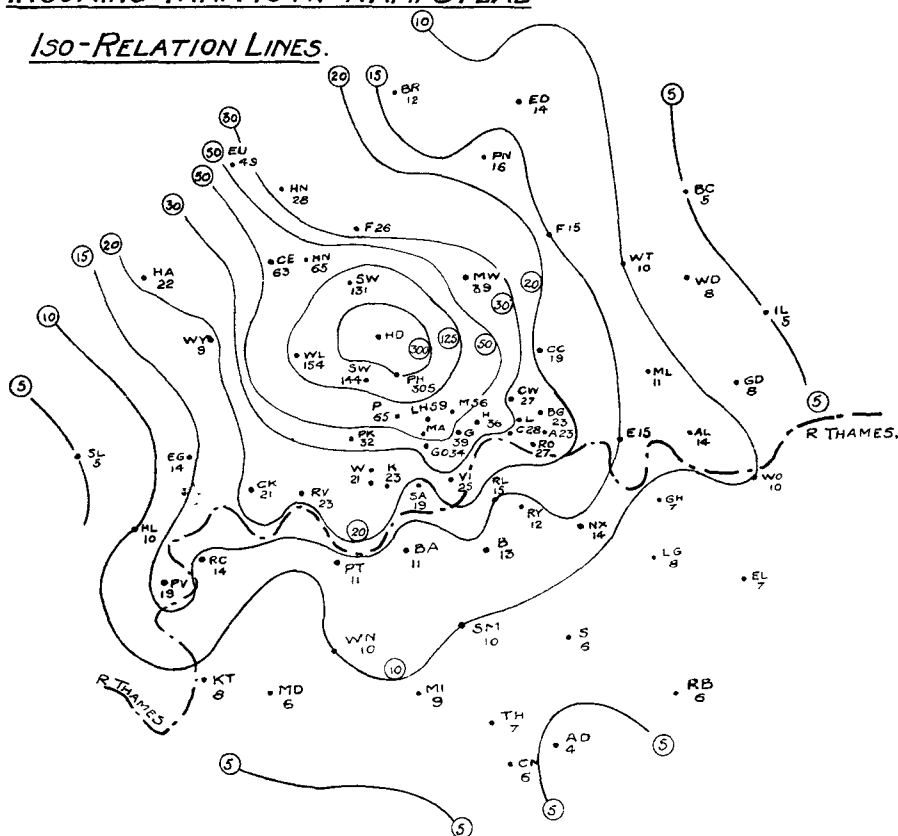 ISO-RELATION LINES.
10
20
15
BR
12
ED
14
5
30
EU
49
PN
16
50
HN
28
BC
5
50
30
F26
F15
20
15
HA
22
CE
63
HN
65
SW
131
MW
39
20
WT
10
WD
8
10
30
IL
5
WY
9
HD
300
125
50
WL
154
SW
144
PH
305
CC
19
ML
11
GD
8
5
CW
27
5
P
65
LH59
M56
H
36
L
BG
23
R THAMES.
MA
G
39
C28
A23
E15
AL
14
PK
32
GO34
RO
27
SL
5
EG
14
W
21
K
23
VI
25
WO
10
CK
21
RV
23
SA
19
RL
15
GH
7
RY
12
HL
10
20
NX
14
RC
14
PT
11
BA
11
B
13
LG
8
PV
19
EL
7
WN
10
SM
10
S
6
10
R THAMES
KT
8
MD
6
MI
9
RB
6
TH
7
AD
4
5
5
CN
6
5
5